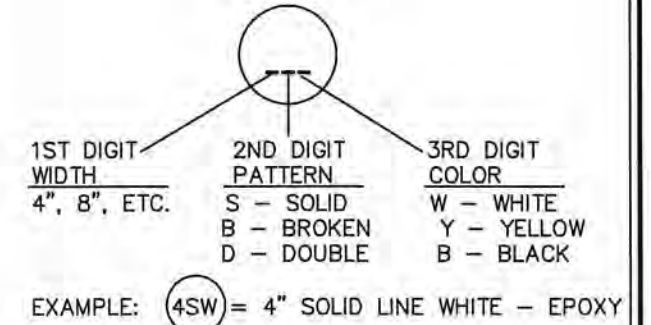 1ST DIGIT 2ND DIGIT 3RD DIGIT
WIDTH PATTERN COLOR
4", 8", ETC. S – SOLID W – WHITE
B – BROKEN Y – YELLOW
D – DOUBLE B – BLACK
EXAMPLE: 4SW = 4" SOLID LINE WHITE – EPOXY